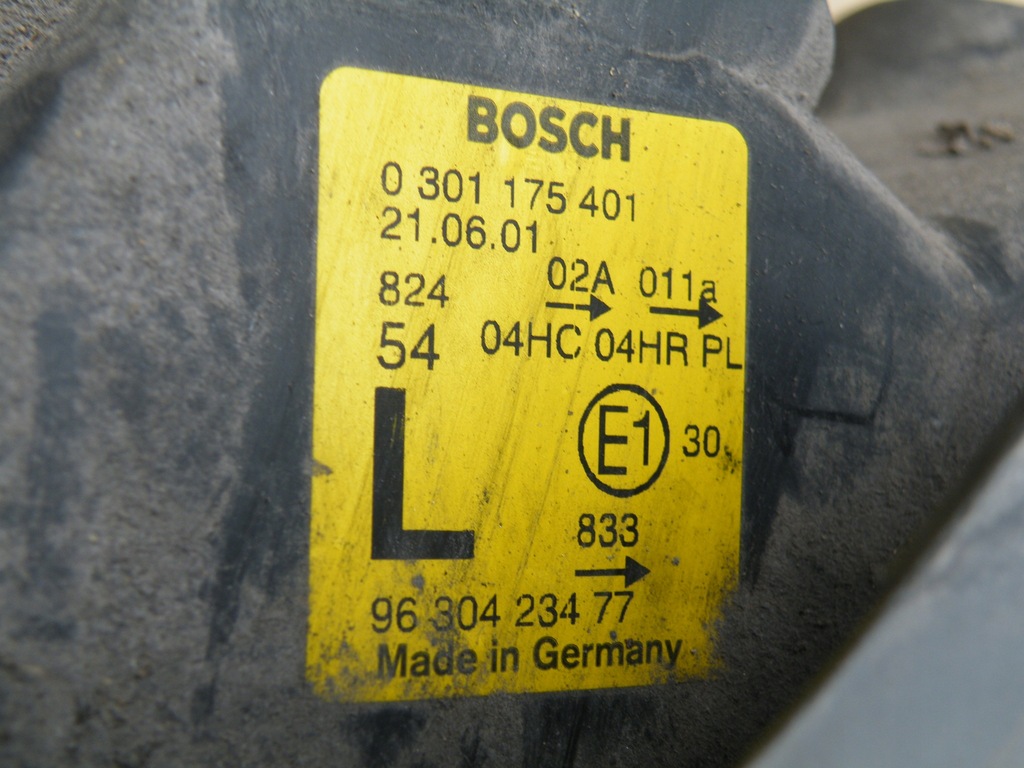 BOSCH
0 301 175 401
21.06.01
824 02A 011a
54 04HC 04HR PL
L E1 30
833
96 304 234 77
Made in Germany